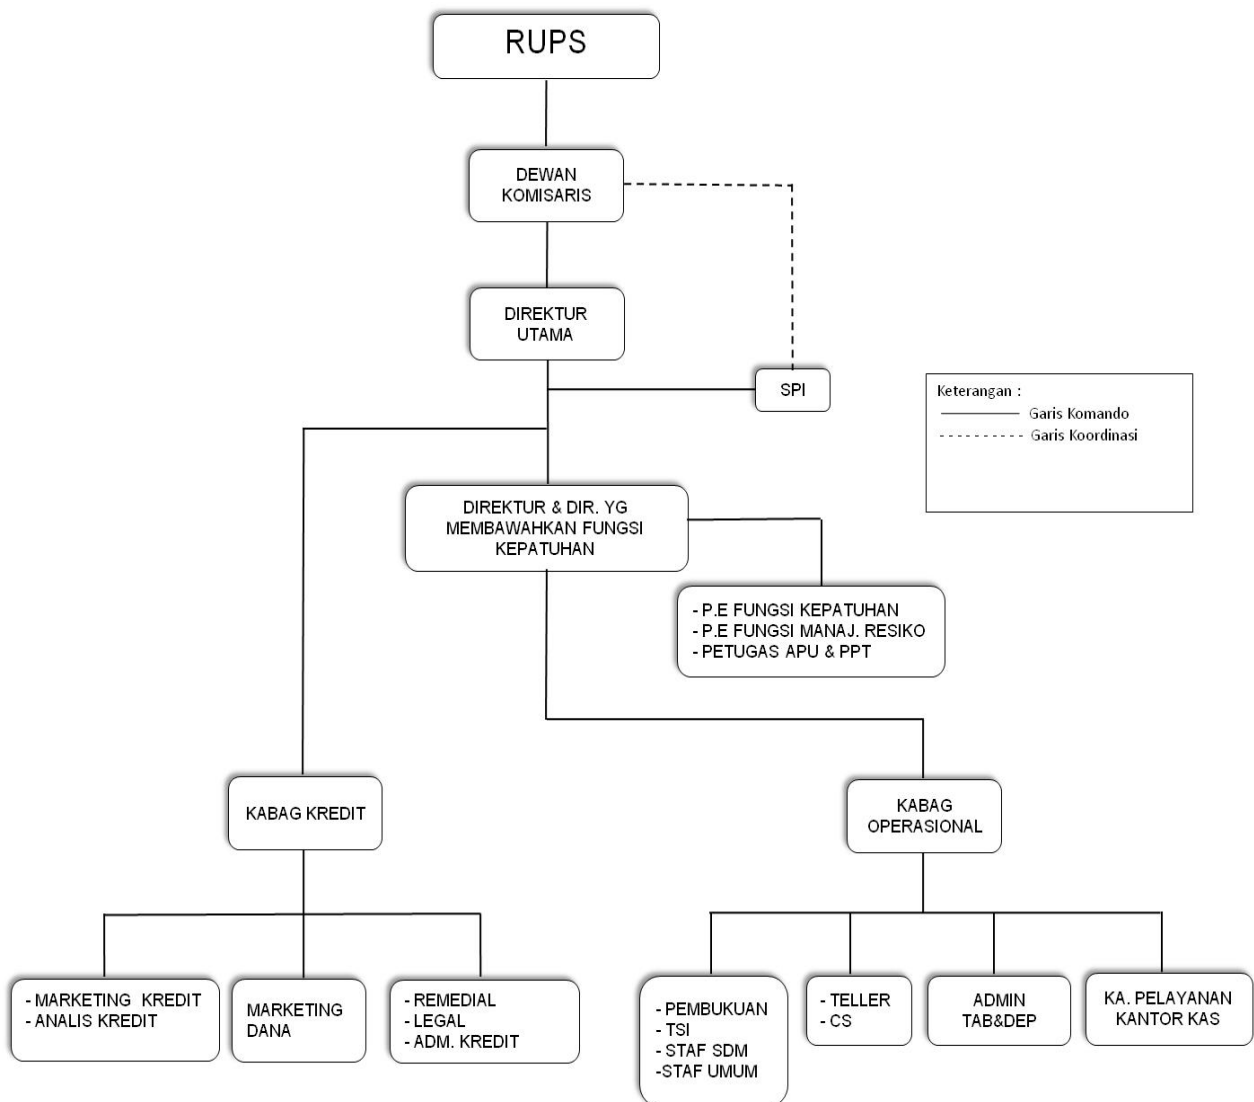 RUPS
DEWAN
KOMISARIS
DIREKTUR
UTAMA
SPI
Keterangan :
Garis Komando
Garis Koordinasi
DIREKTUR & DIR. YG
MEMBAWAHKAN FUNGSI
KEPATUHAN
- P.E FUNGSI KEPATUHAN
- P.E FUNGSI MANAJ. RESIKO
- PETUGAS APU & PPT
KABAG KREDIT
KABAG
OPERASIONAL
- MARKETING KREDIT
- ANALIS KREDIT
MARKETING
DANA
- REMEDIAL
- LEGAL
- ADM. KREDIT
- PEMBUKUAN
- TSI
- STAF SDM
-STAF UMUM
- TELLER
- CS
ADMIN
TAB&DEP
KA. PELAYANAN
KANTOR KAS